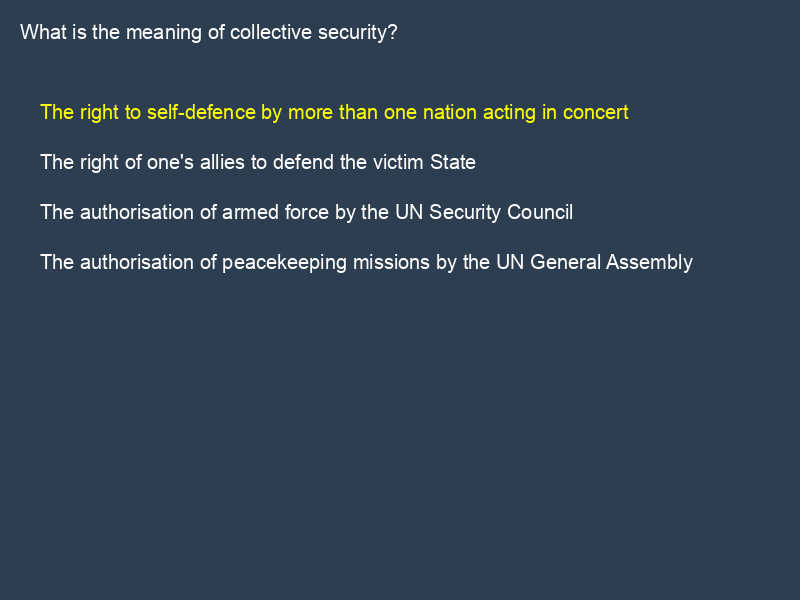 What is the meaning of collective security?
The right to self-defence by more than one nation acting in concert
The right of one's allies to defend the victim State
The authorisation of armed force by the UN Security Council
The authorisation of peacekeeping missions by the UN General Assembly